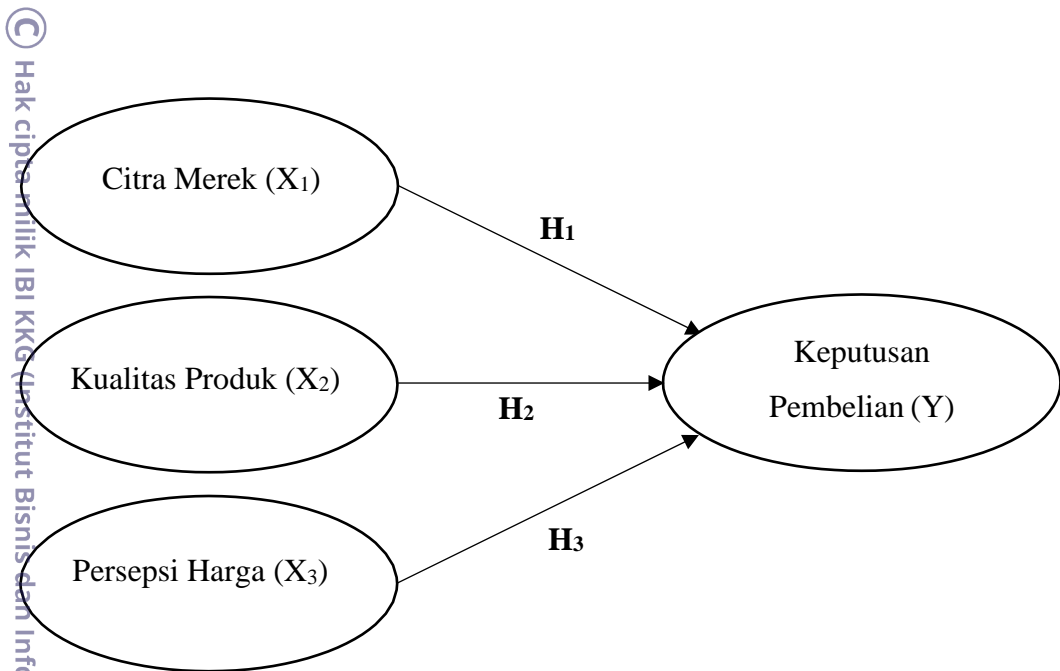 © Hak cipta milik IBI KKG (Institut Bisnis dan Info
Citra Merek (X₁)
H₁
Kualitas Produk (X₂)
H₂
Keputusan
Pembelian (Y)
Persepsi Harga (X₃)
H₃